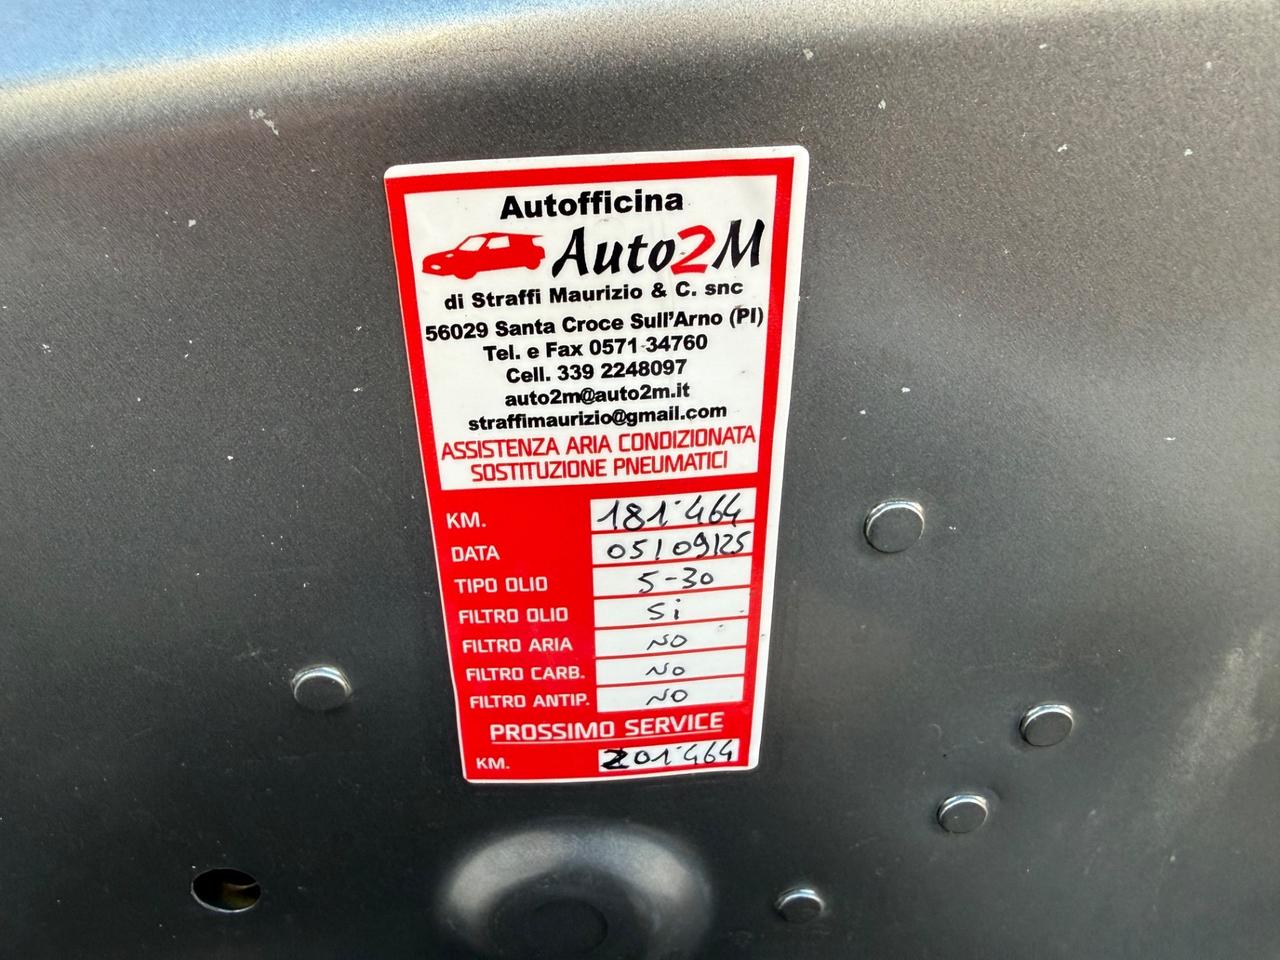 Autofficina
Auto2M
di Straffi Maurizio & C. snc
56029 Santa Croce Sull'Arno (PI)
Tel. e Fax 0571 34760
Cell. 339 2248097
auto2m@auto2m.it
straffimaurizio@gmail.com
ASSISTENZA ARIA CONDIZIONATA
SOSTITUZIONE PNEUMATICI
KM. 181'464
DATA 05/09/25
TIPO OLIO 5-30
FILTRO OLIO Si
FILTRO ARIA NO
FILTRO CARB. NO
FILTRO ANTIP. NO
PROSSIMO SERVICE
KM. 201'464